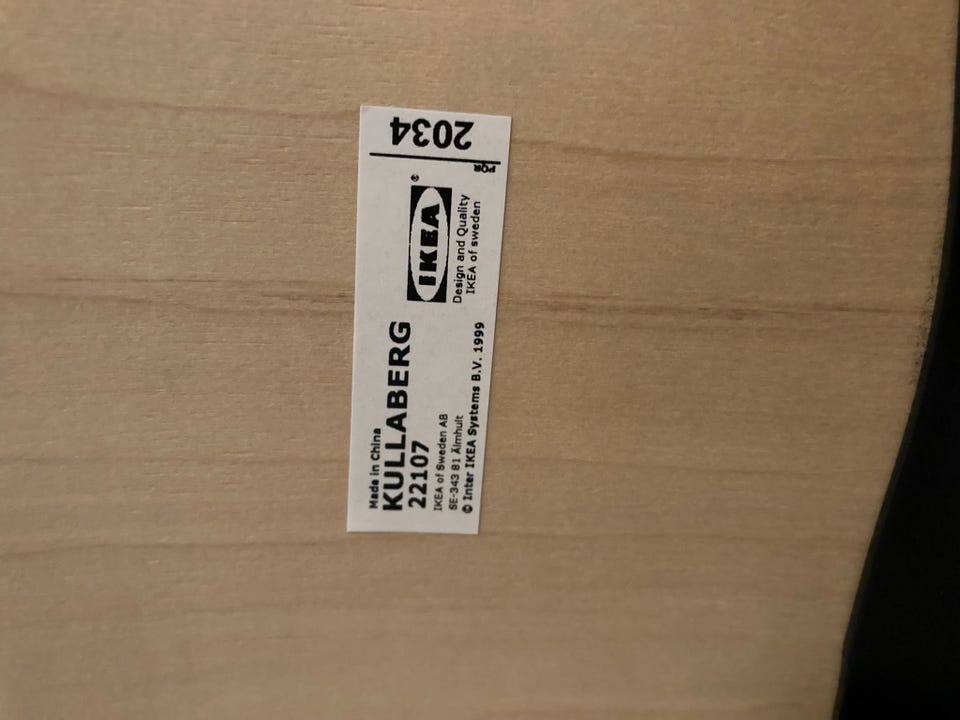 Made in China
KULLABERG
22107
IKEA of Sweden AB
SE-343 81 Älmhult
© Inter IKEA Systems B.V. 1999
IKEA®
Design and Quality
IKEA of sweden
2034